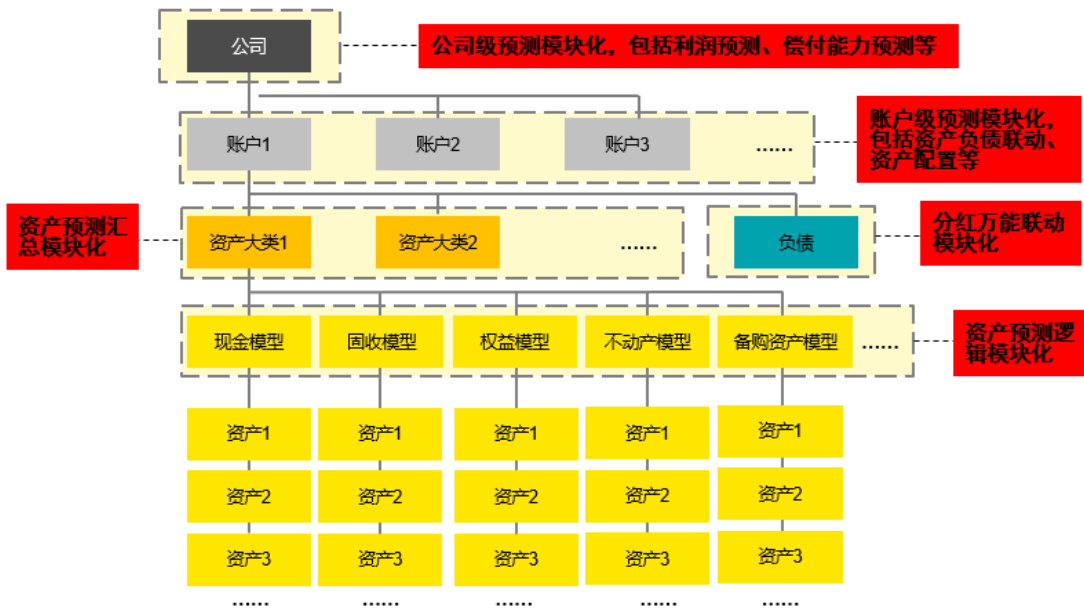 公司
公司级预测模块化，包括利润预测、偿付能力预测等
账户1
账户2
账户3
......
账户级预测模块化，
包括资产负债联动、
资产配置等
资产预测汇
总模块化
资产大类1
资产大类2
......
负债
分红万能联动
模块化
现金模型
固收模型
权益模型
不动产模型
备购资产模型
......
资产预测逻
辑模块化
资产1
资产1
资产1
资产1
资产1
资产2
资产2
资产2
资产2
资产2
资产3
资产3
资产3
资产3
资产3
......
......
......
......
......